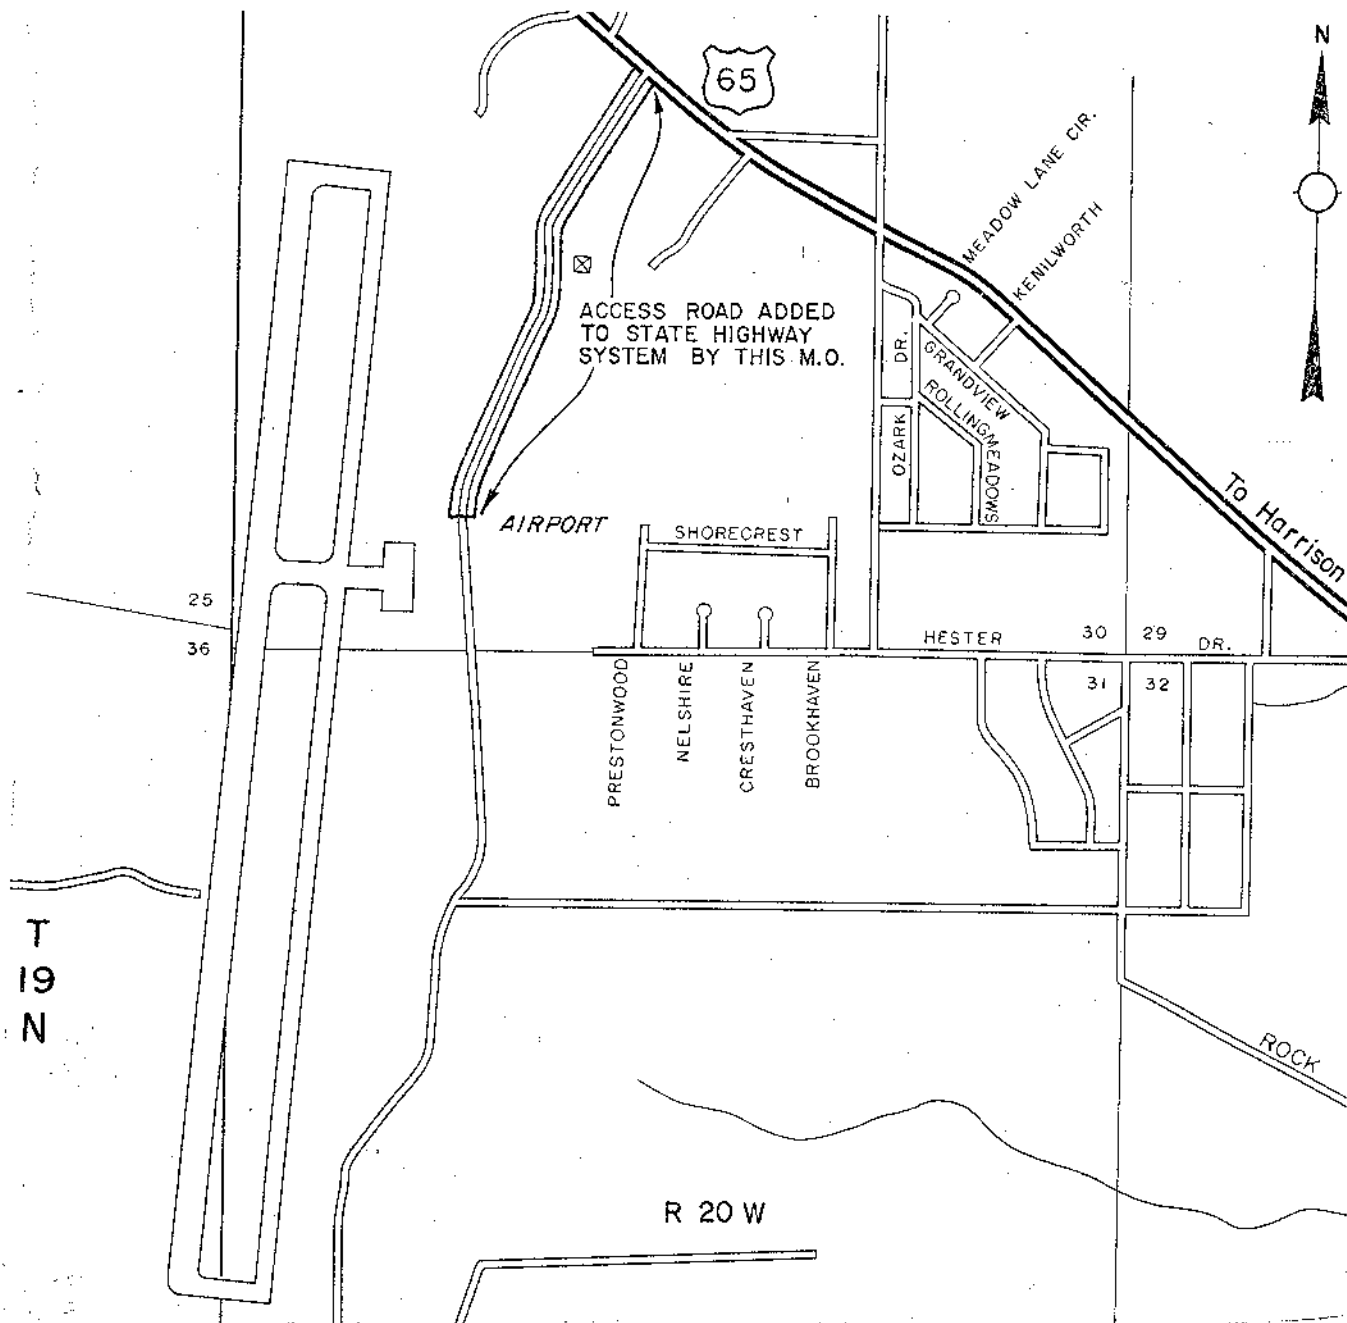 N
65
MEADOW LANE CIR.
KENILWORTH
ACCESS ROAD ADDED
TO STATE HIGHWAY
SYSTEM BY THIS M.O.
DR.
GRANDVIEW
ROLLINGMEADOWS
OZARK
To Harrison
AIRPORT
SHORECREST
25
36
HESTER
30
29
DR.
31
32
PRESTONWOOD
NELSHIRE
CRESTHAVEN
BROOKHAVEN
T
19
N
ROCK
R 20 W